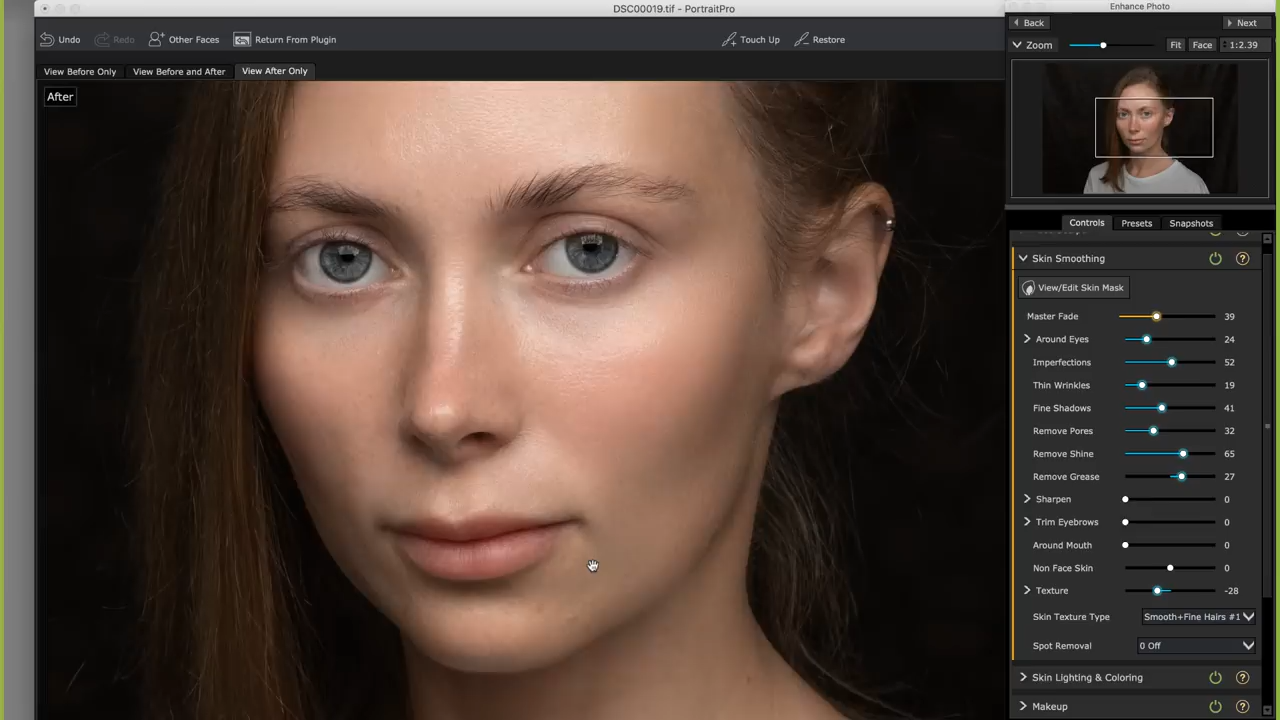 DSC00019.tif - PortraitPro
Enhance Photo
Undo
Redo
Other Faces
Return From Plugin
Touch Up
Restore
Back
Next
Zoom
Fit
Face
1:2.39
View Before Only
View Before and After
View After Only
After
Controls
Presets
Snapshots
Skin Smoothing
View/Edit Skin Mask
Master Fade 39
Around Eyes 24
Imperfections 52
Thin Wrinkles 19
Fine Shadows 41
Remove Pores 32
Remove Shine 65
Remove Grease 27
Sharpen 0
Trim Eyebrows 0
Around Mouth 0
Non Face Skin 0
Texture -28
Skin Texture Type Smooth+Fine Hairs #1
Spot Removal 0 Off
Skin Lighting & Coloring
Makeup